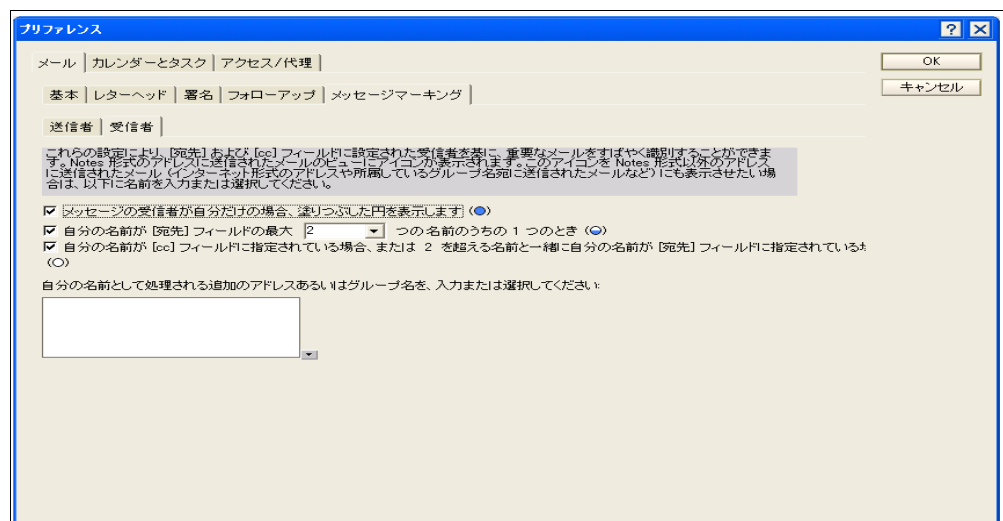 プリファレンス
メール カレンダーとタスク アクセス/代理
OK
キャンセル
基本 レターヘッド 署名 フォローアップ メッセージマーキング
送信者 受信者
これらの設定により、[宛先] および [cc] フィールドに設定された受信者を基に、重要なメールをすばやく識別することができま
す。Notes 形式のアドレスに送信されたメールのビューにアイコンが表示されます。このアイコンを Notes 形式以外のアドレス
に送信されたメール (インターネット形式のアドレスや所属しているグループ名宛に送信されたメールなど) にも表示させたい場
合は、以下に名前を入力または選択してください。
メッセージの受信者が自分だけの場合、塗りつぶした円を表示します ( )
自分の名前が [宛先] フィールドの最大 2 つの名前のうちの 1 つのとき ( )
自分の名前が [cc] フィールドに指定されている場合、または 2 を超える名前と一緒に自分の名前が [宛先] フィールドに指定されている
(○)
自分の名前として処理される追加のアドレスあるいはグループ名を、入力または選択してください: